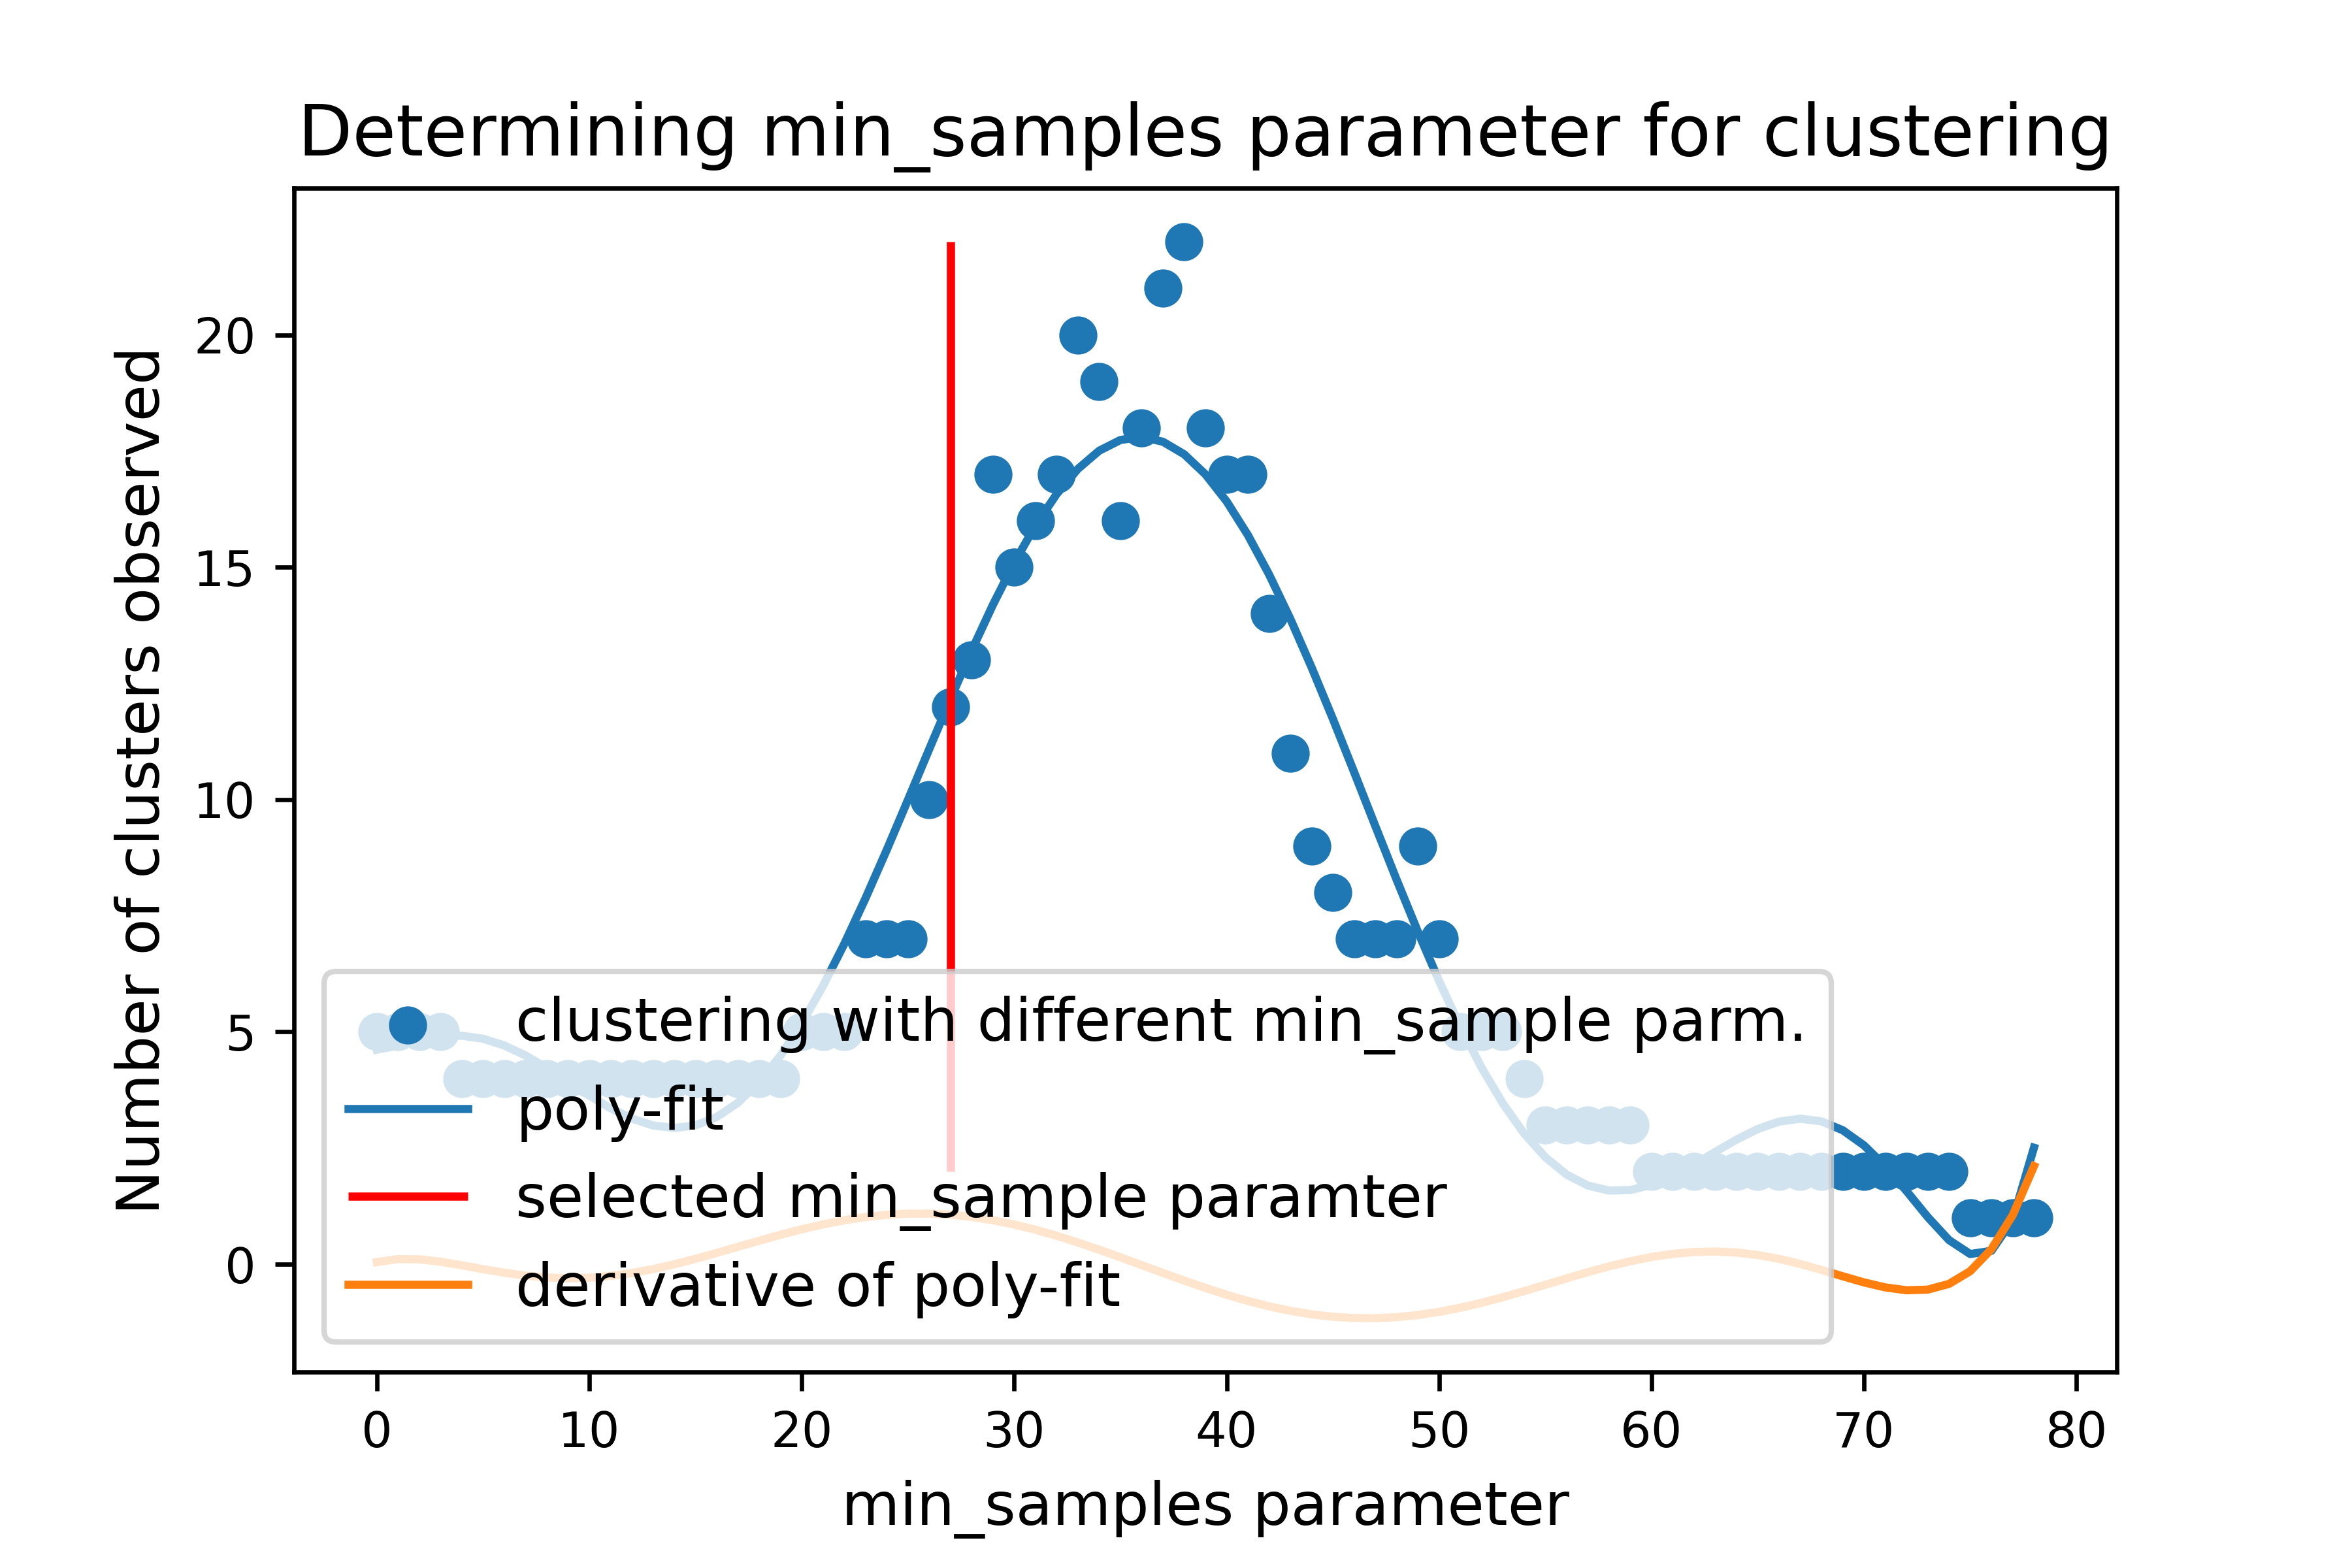 Determining min_samples parameter for clustering
Number of clusters observed
20
15
10
5
0
clustering with different min_sample parm.
poly-fit
selected min_sample paramter
derivative of poly-fit
0 10 20 30 40 50 60 70 80
min_samples parameter